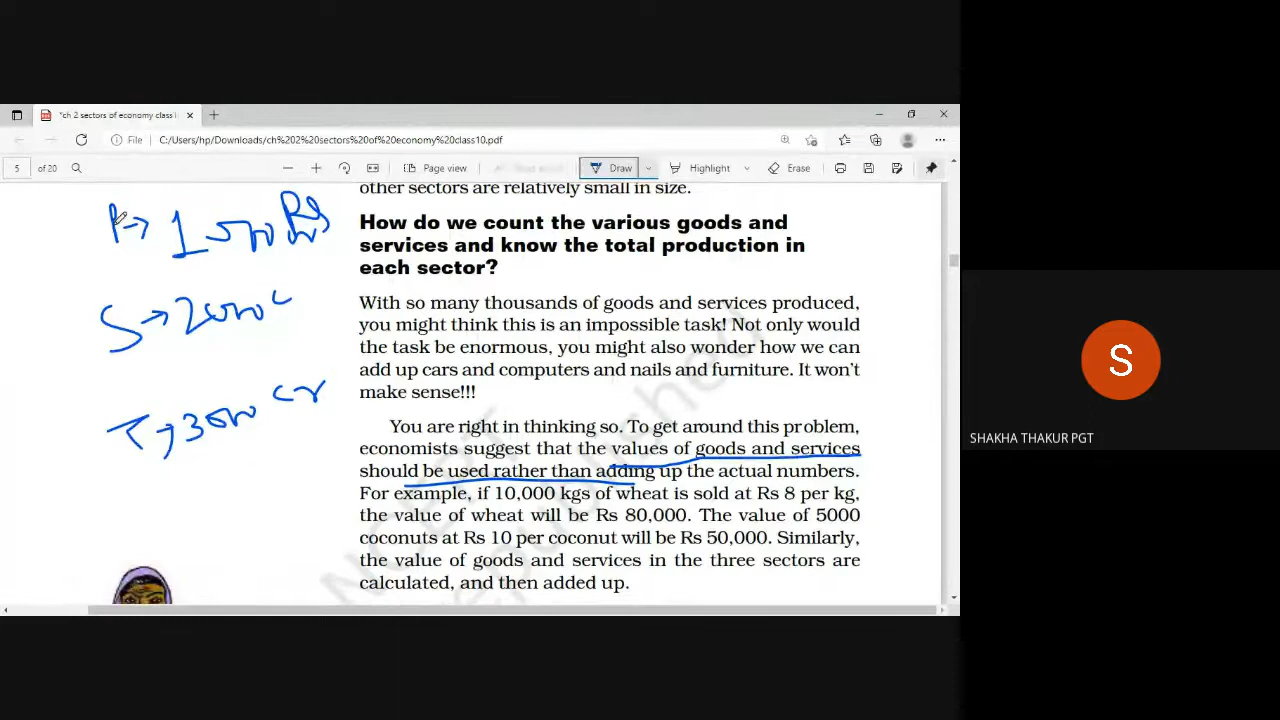 *ch 2 sectors of economy class 1
File C:/Users/hp/Downloads/ch%202%20sectors%20of%20economy%20class10.pdf
5 of 20 Page view Draw Highlight Erase
other sectors are relatively small in size.
How do we count the various goods and
services and know the total production in
each sector?
With so many thousands of goods and services produced,
you might think this is an impossible task! Not only would
the task be enormous, you might also wonder how we can
add up cars and computers and nails and furniture. It won't
make sense!!!
You are right in thinking so. To get around this problem,
economists suggest that the values of goods and services
should be used rather than adding up the actual numbers.
For example, if 10,000 kgs of wheat is sold at Rs 8 per kg,
the value of wheat will be Rs 80,000. The value of 5000
coconuts at Rs 10 per coconut will be Rs 50,000. Similarly,
the value of goods and services in the three sectors are
calculated, and then added up.
P→ 1000 Rs
S→ 2000 c
T→ 3000 cr
S
SHAKHA THAKUR PGT